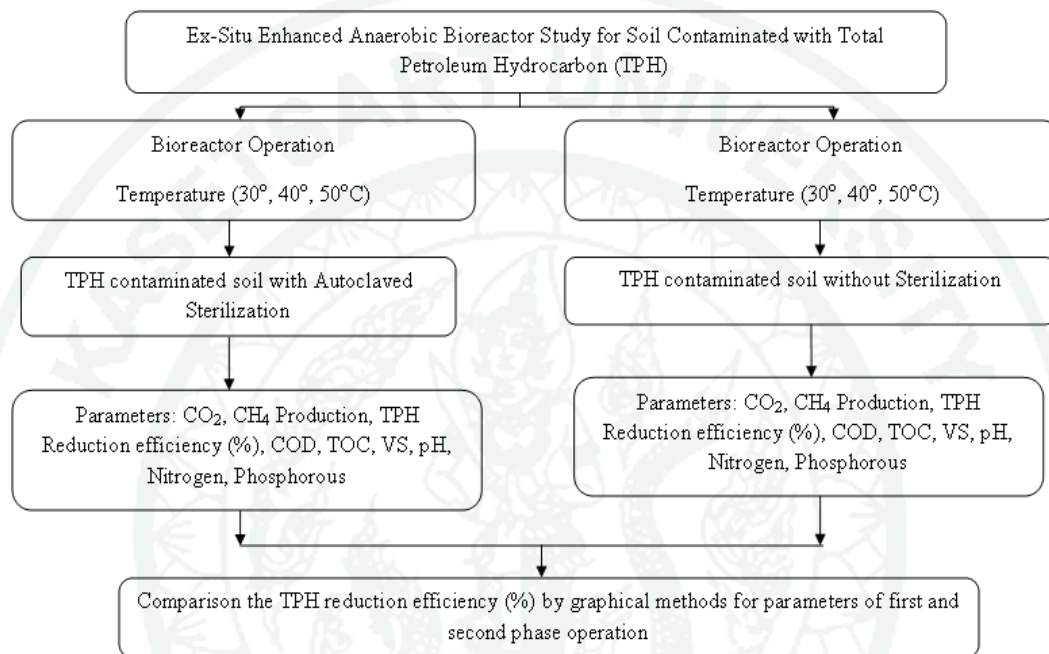 Ex-Situ Enhanced Anaerobic Bioreactor Study for Soil Contaminated with Total
Petroleum Hydrocarbon (TPH)
Bioreactor Operation
Temperature (30°, 40°, 50°C)
TPH contaminated soil with Autoclaved
Sterilization
Parameters: CO₂, CH₄ Production, TPH
Reduction efficiency (%), COD, TOC, VS, pH,
Nitrogen, Phosphorous
Bioreactor Operation
Temperature (30°, 40°, 50°C)
TPH contaminated soil without Sterilization
Parameters: CO₂, CH₄ Production, TPH
Reduction efficiency (%), COD, TOC, VS, pH,
Nitrogen, Phosphorous
Comparison the TPH reduction efficiency (%) by graphical methods for parameters of first and
second phase operation
KASETSART UNIVERSITY